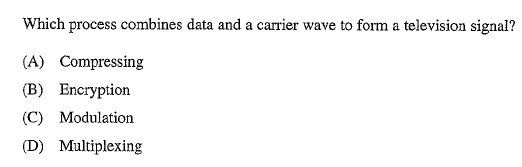 Which process combines data and a carrier wave to form a television signal?
(A) Compressing
(B) Encryption
(C) Modulation
(D) Multiplexing